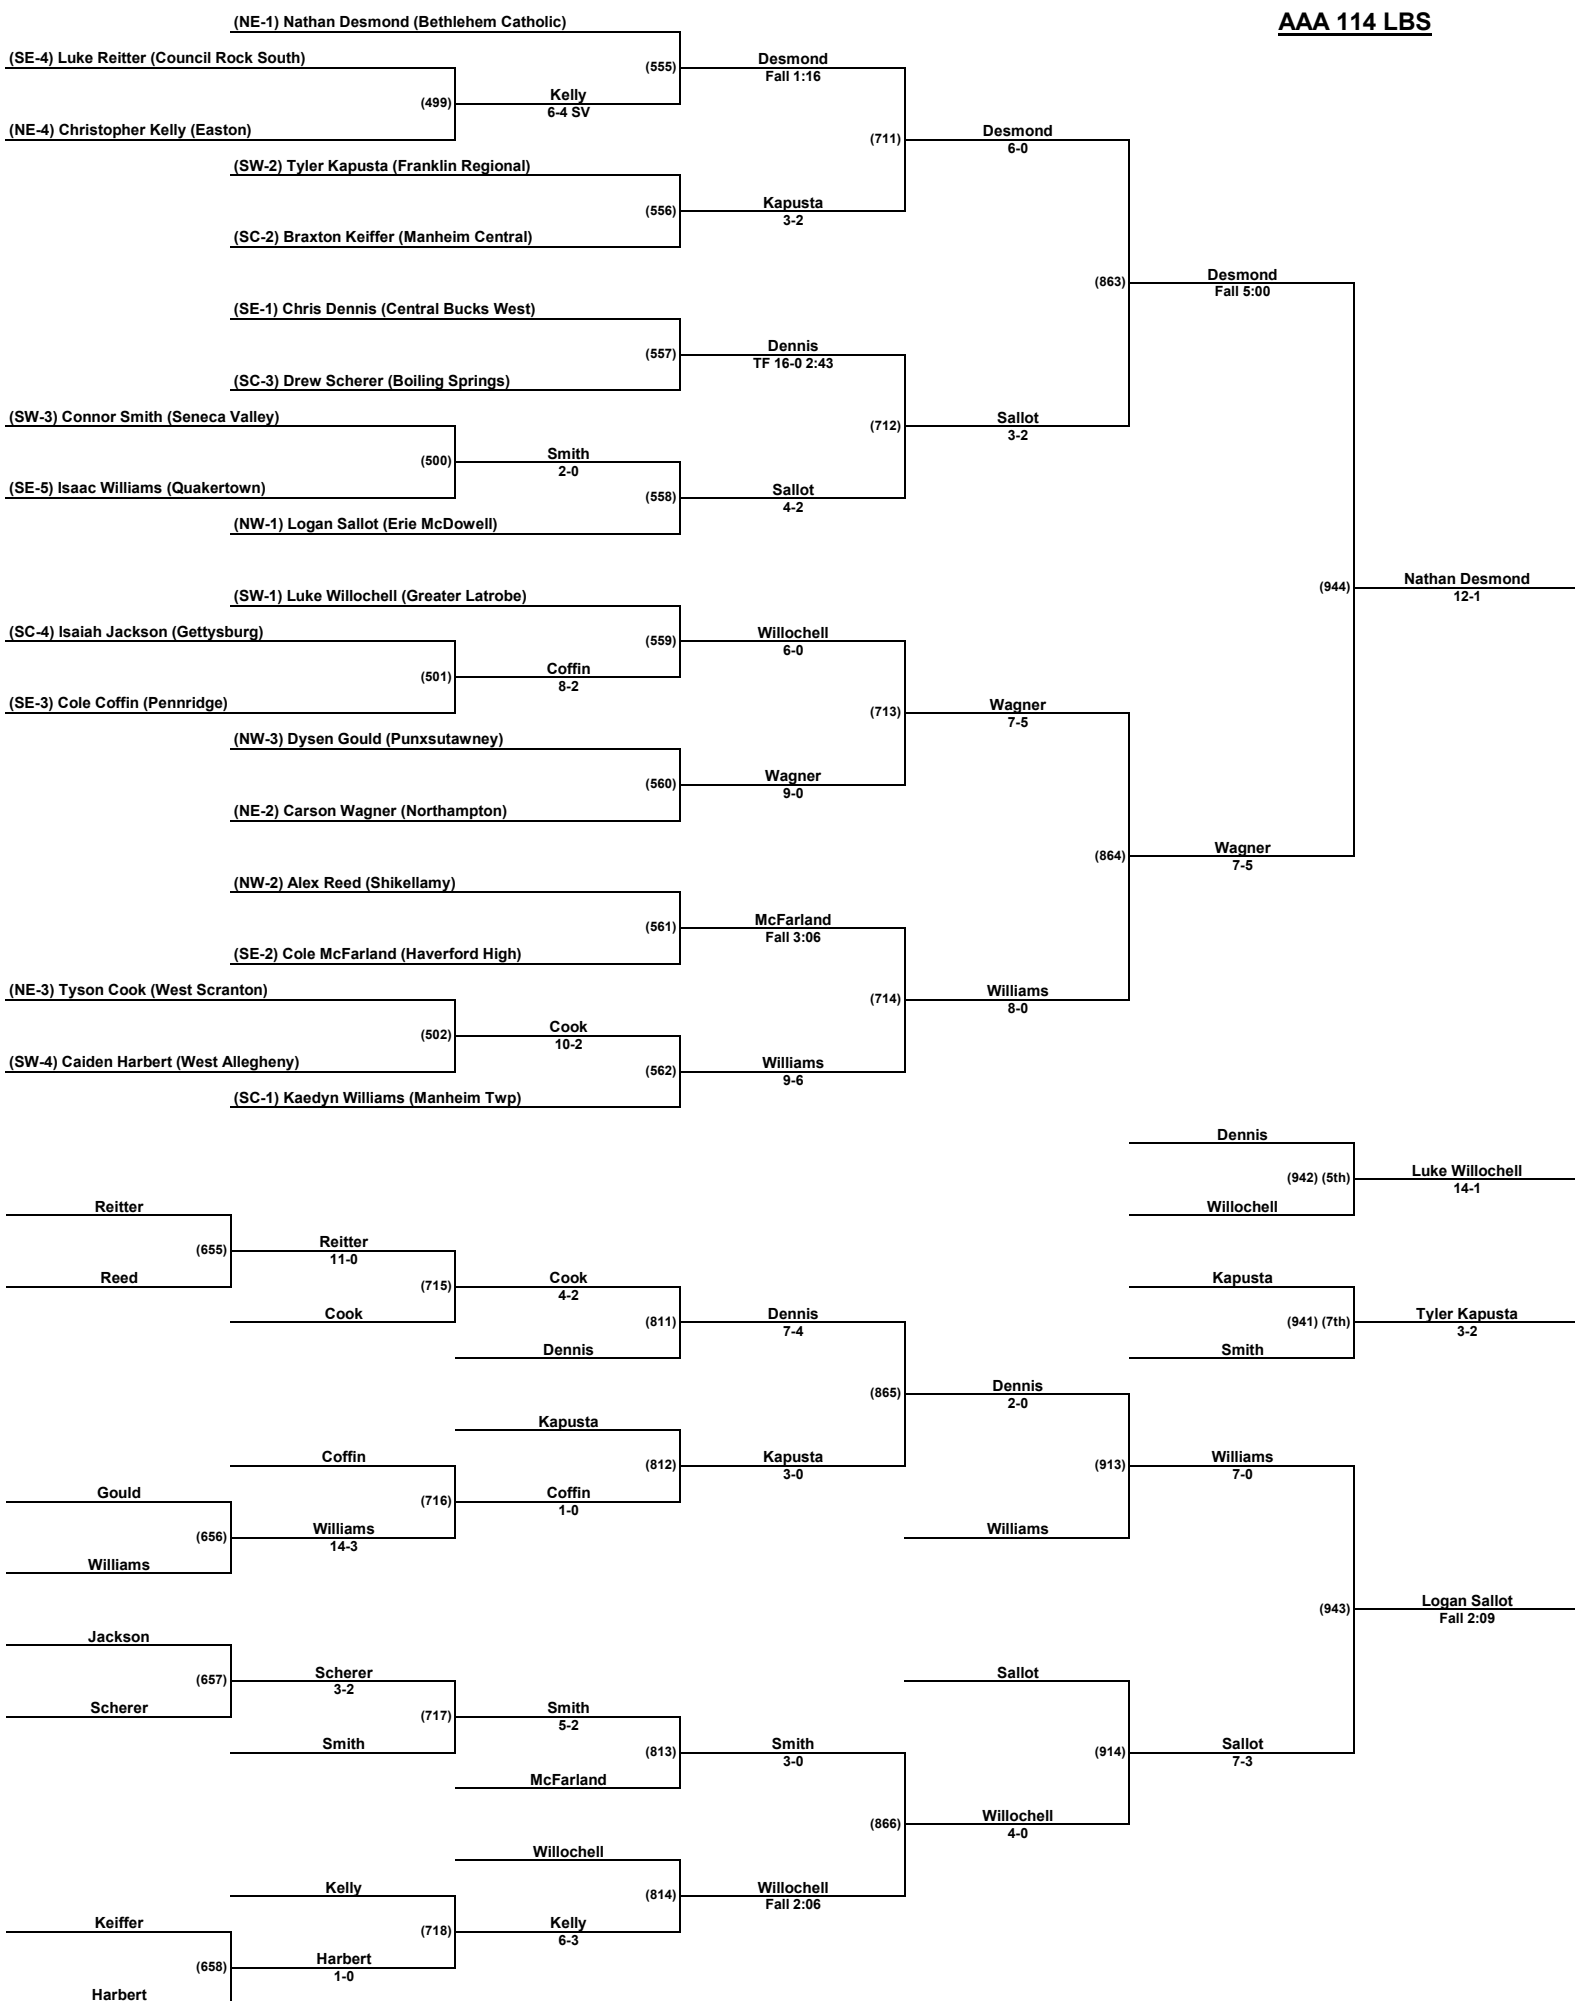 AAA 114 LBS
(NE-1) Nathan Desmond (Bethlehem Catholic)
(SE-4) Luke Reitter (Council Rock South)
(555)
Desmond
Fall 1:16
(499)
Kelly
6-4 SV
(NE-4) Christopher Kelly (Easton)
(711)
Desmond
6-0
(SW-2) Tyler Kapusta (Franklin Regional)
(556)
Kapusta
3-2
(SC-2) Braxton Keiffer (Manheim Central)
(863)
Desmond
Fall 5:00
(SE-1) Chris Dennis (Central Bucks West)
(557)
Dennis
TF 16-0 2:43
(SC-3) Drew Scherer (Boiling Springs)
(SW-3) Connor Smith (Seneca Valley)
(712)
Sallot
3-2
(500)
Smith
2-0
(SE-5) Isaac Williams (Quakertown)
(558)
Sallot
4-2
(NW-1) Logan Sallot (Erie McDowell)
(944)
Nathan Desmond
12-1
(SW-1) Luke Willochell (Greater Latrobe)
(SC-4) Isaiah Jackson (Gettysburg)
(559)
Willochell
6-0
(501)
Coffin
8-2
(SE-3) Cole Coffin (Pennridge)
(713)
Wagner
7-5
(NW-3) Dysen Gould (Punxsutawney)
(560)
Wagner
9-0
(NE-2) Carson Wagner (Northampton)
(864)
Wagner
7-5
(NW-2) Alex Reed (Shikellamy)
(561)
McFarland
Fall 3:06
(SE-2) Cole McFarland (Haverford High)
(NE-3) Tyson Cook (West Scranton)
(714)
Williams
8-0
(502)
Cook
10-2
(SW-4) Caiden Harbert (West Allegheny)
(562)
Williams
9-6
(SC-1) Kaedyn Williams (Manheim Twp)
Dennis
(942) (5th)
Luke Willochell
14-1
Willochell
Reitter
(655)
Reitter
11-0
Reed
(715)
Cook
4-2
Cook
Kapusta
(941) (7th)
Tyler Kapusta
3-2
Smith
(811)
Dennis
7-4
Dennis
(865)
Dennis
2-0
Kapusta
Coffin
(812)
Kapusta
3-0
(913)
Williams
7-0
Gould
(716)
Coffin
1-0
(656)
Williams
14-3
Williams
Williams
(943)
Logan Sallot
Fall 2:09
Jackson
(657)
Scherer
3-2
Sallot
Scherer
(717)
Smith
5-2
Smith
(813)
Smith
3-0
(914)
Sallot
7-3
McFarland
(866)
Willochell
4-0
Willochell
Kelly
(814)
Willochell
Fall 2:06
Keiffer
(718)
Kelly
6-3
(658)
Harbert
1-0
Harbert